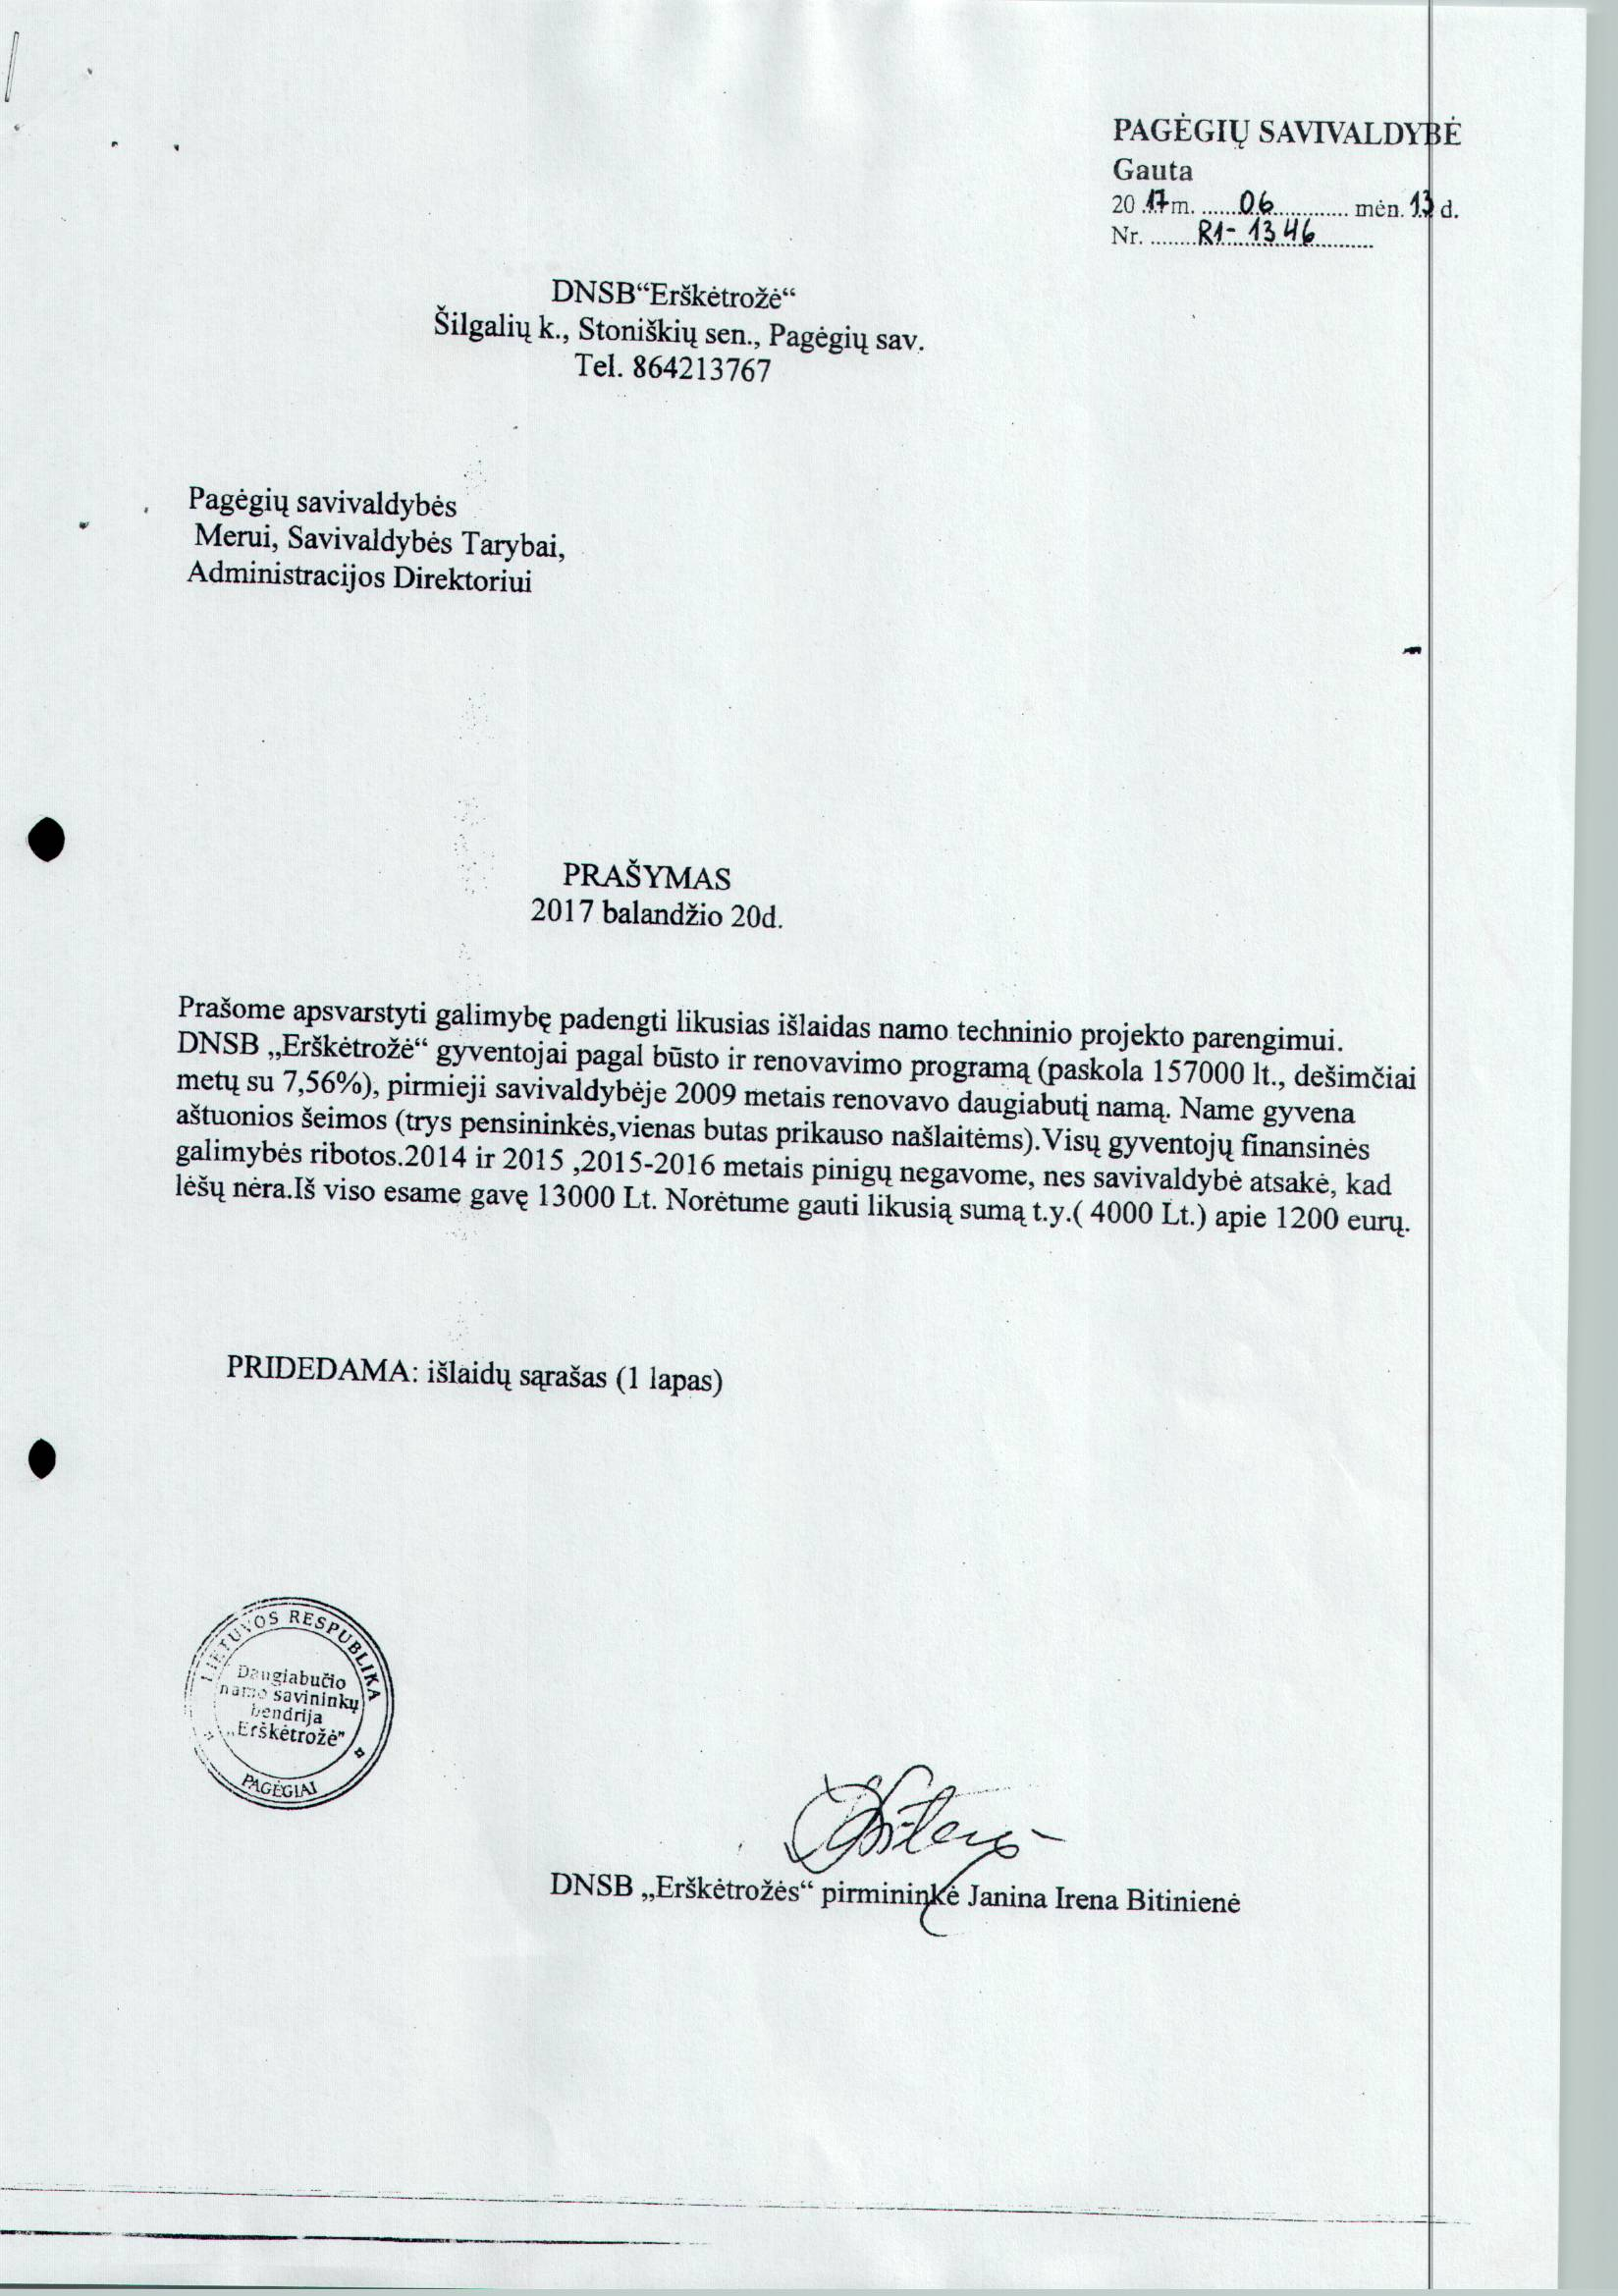 PAGĖGIŲ SAVIVALDYBĖ
Gauta
2017 m. ......06............ mėn. 13 d.
Nr. ........R1-1346............
DNSB“Erškėtrožė“
Šilgalių k., Stoniškių sen., Pagėgių sav.
Tel. 864213767
Pagėgių savivaldybės
Merui, Savivaldybės Tarybai,
Administracijos Direktoriui
PRAŠYMAS
2017 balandžio 20d.
Prašome apsvarstyti galimybę padengti likusias išlaidas namo techninio projekto parengimui.
DNSB „Erškėtrožė“ gyventojai pagal būsto ir renovavimo programą (paskola 157000 lt., dešimčiai
metų su 7,56%), pirmieji savivaldybėje 2009 metais renovavo daugiabutį namą. Name gyvena
aštuonios šeimos (trys pensininkės,vienas butas prikauso našlaitėms).Visų gyventojų finansinės
galimybės ribotos.2014 ir 2015 ,2015-2016 metais pinigų negavome, nes savivaldybė atsakė, kad
lėšų nėra.Iš viso esame gavę 13000 Lt. Norėtume gauti likusią sumą t.y.( 4000 Lt.) apie 1200 eurų.
PRIDEDAMA: išlaidų sąrašas (1 lapas)
LIETUVOS RESPUBLIKA
Daugiabučio
namo savininkų
bendrija
„Erškėtrožė”
PAGĖGIAI
DNSB „Erškėtrožės“ pirmininkė Janina Irena Bitinienė